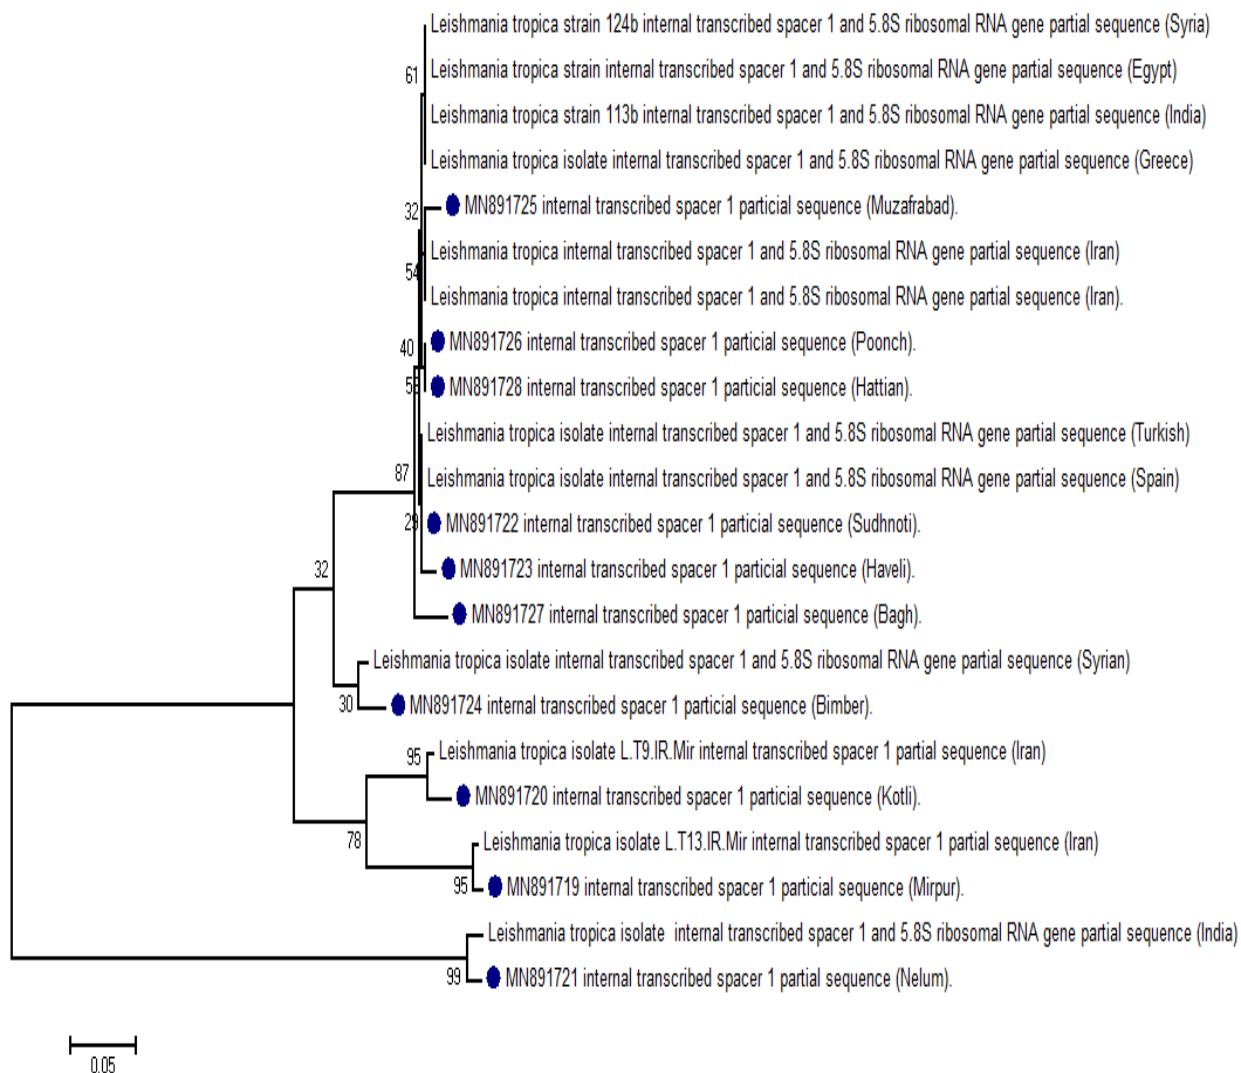 Leishmania tropica strain 124b internal transcribed spacer 1 and 5.8S ribosomal RNA gene partial sequence (Syria)
61
Leishmania tropica strain internal transcribed spacer 1 and 5.8S ribosomal RNA gene partial sequence (Egypt)
Leishmania tropica strain 113b internal transcribed spacer 1 and 5.8S ribosomal RNA gene partial sequence (India)
Leishmania tropica isolate internal transcribed spacer 1 and 5.8S ribosomal RNA gene partial sequence (Greece)
32
MN891725 internal transcribed spacer 1 particial sequence (Muzafrabad).
Leishmania tropica internal transcribed spacer 1 and 5.8S ribosomal RNA gene partial sequence (Iran)
54
Leishmania tropica internal transcribed spacer 1 and 5.8S ribosomal RNA gene partial sequence (Iran).
40
MN891726 internal transcribed spacer 1 particial sequence (Poonch).
MN891728 internal transcribed spacer 1 particial sequence (Hattian).
Leishmania tropica isolate internal transcribed spacer 1 and 5.8S ribosomal RNA gene partial sequence (Turkish)
87
Leishmania tropica isolate internal transcribed spacer 1 and 5.8S ribosomal RNA gene partial sequence (Spain)
MN891722 internal transcribed spacer 1 particial sequence (Sudhnoti).
32
MN891723 internal transcribed spacer 1 particial sequence (Haveli).
MN891727 internal transcribed spacer 1 particial sequence (Bagh).
Leishmania tropica isolate internal transcribed spacer 1 and 5.8S ribosomal RNA gene partial sequence (Syrian)
30
MN891724 internal transcribed spacer 1 particial sequence (Bimber).
95
Leishmania tropica isolate L.T9.IR.Mir internal transcribed spacer 1 partial sequence (Iran)
MN891720 internal transcribed spacer 1 particial sequence (Kotli).
78
Leishmania tropica isolate L.T13.IR.Mir internal transcribed spacer 1 partial sequence (Iran)
95
MN891719 internal transcribed spacer 1 particial sequence (Mirpur).
Leishmania tropica isolate internal transcribed spacer 1 and 5.8S ribosomal RNA gene partial sequence (India)
99
MN891721 internal transcribed spacer 1 partial sequence (Nelum).
0.05